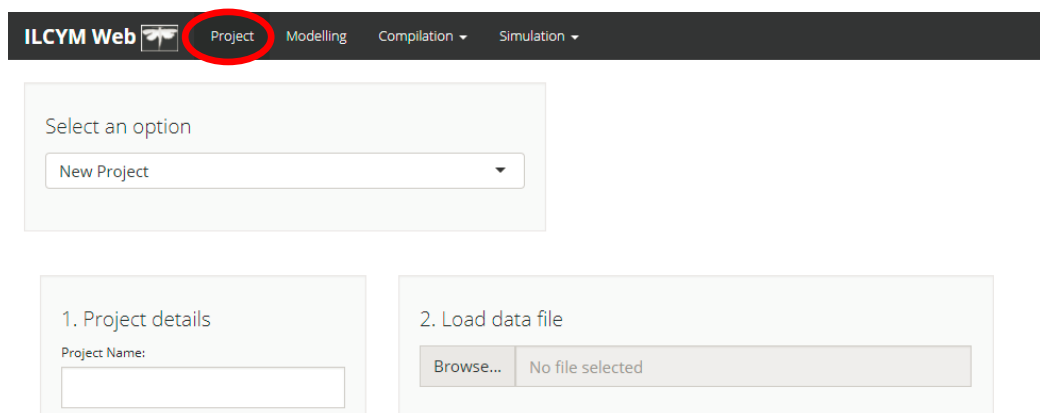 ILCYM Web Project Modelling Compilation Simulation
Select an option
New Project
1. Project details
2. Load data file
Project Name:
Browse... No file selected